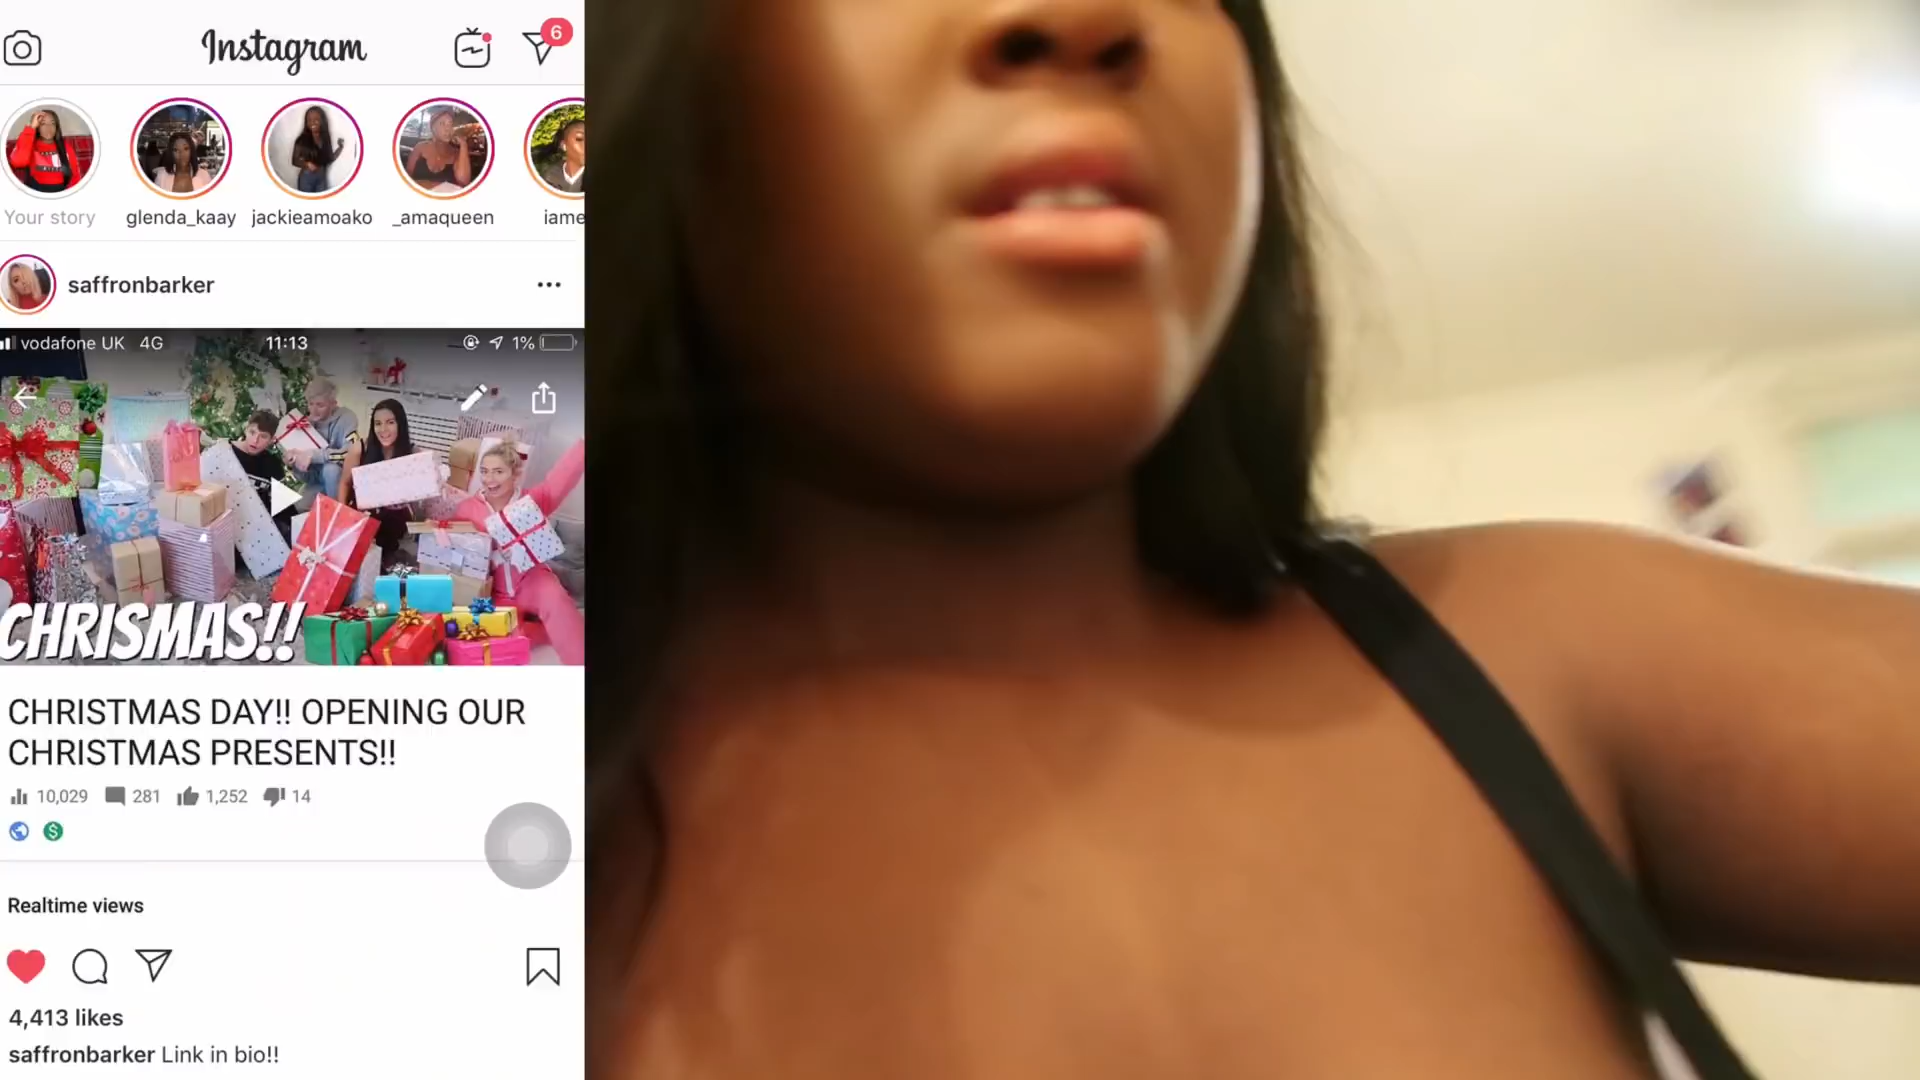 Instagram
6
Your story
glenda_kaay
jackieamoako
_amaqueen
iame
saffronbarker
vodafone UK 4G 11:13 1%
CHRISMAS!!
CHRISTMAS DAY!! OPENING OUR
CHRISTMAS PRESENTS!!
10,029 281 1,252 14
Realtime views
4,413 likes
saffronbarker Link in bio!!